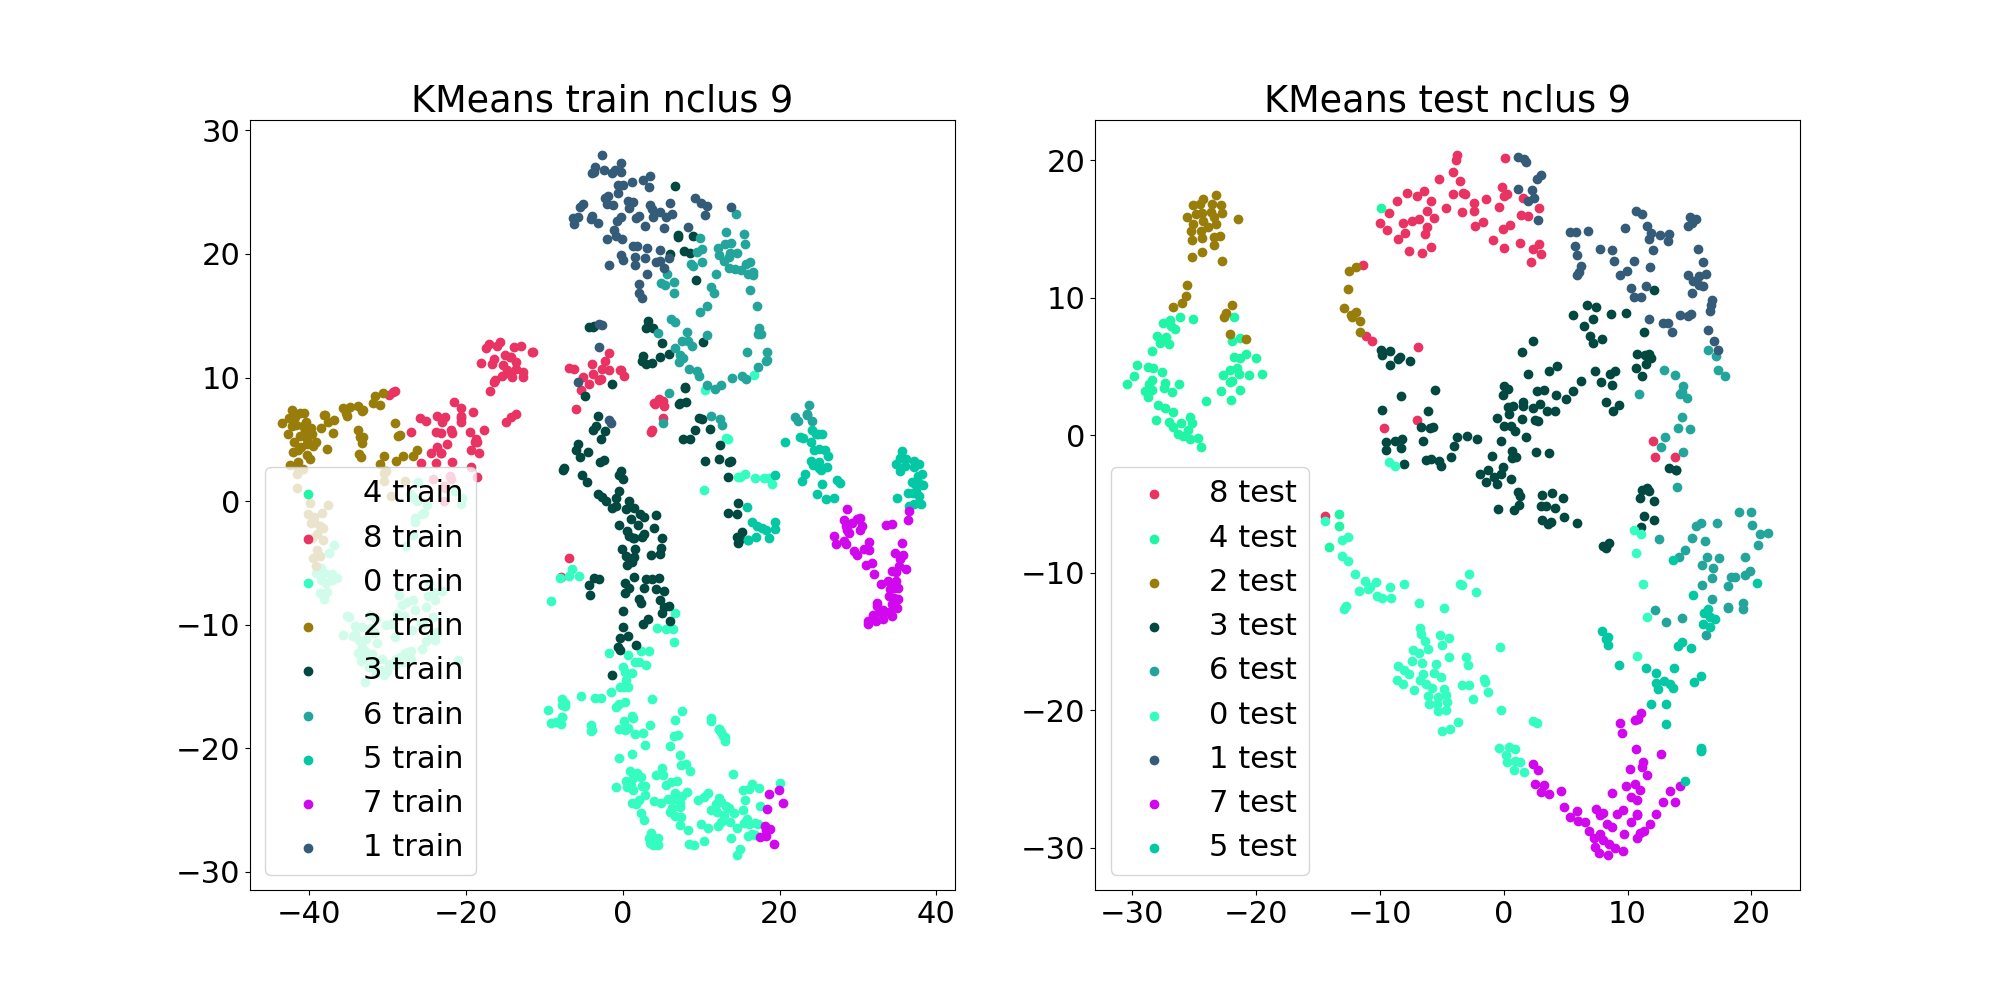 KMeans train nclus 9
30
20
10
0
−10
−20
−30
−40
−20
0
20
40
4 train
8 train
0 train
2 train
3 train
6 train
5 train
7 train
1 train
KMeans test nclus 9
20
10
0
−10
−20
−30
−30
−20
−10
0
10
20
8 test
4 test
2 test
3 test
6 test
0 test
1 test
7 test
5 test